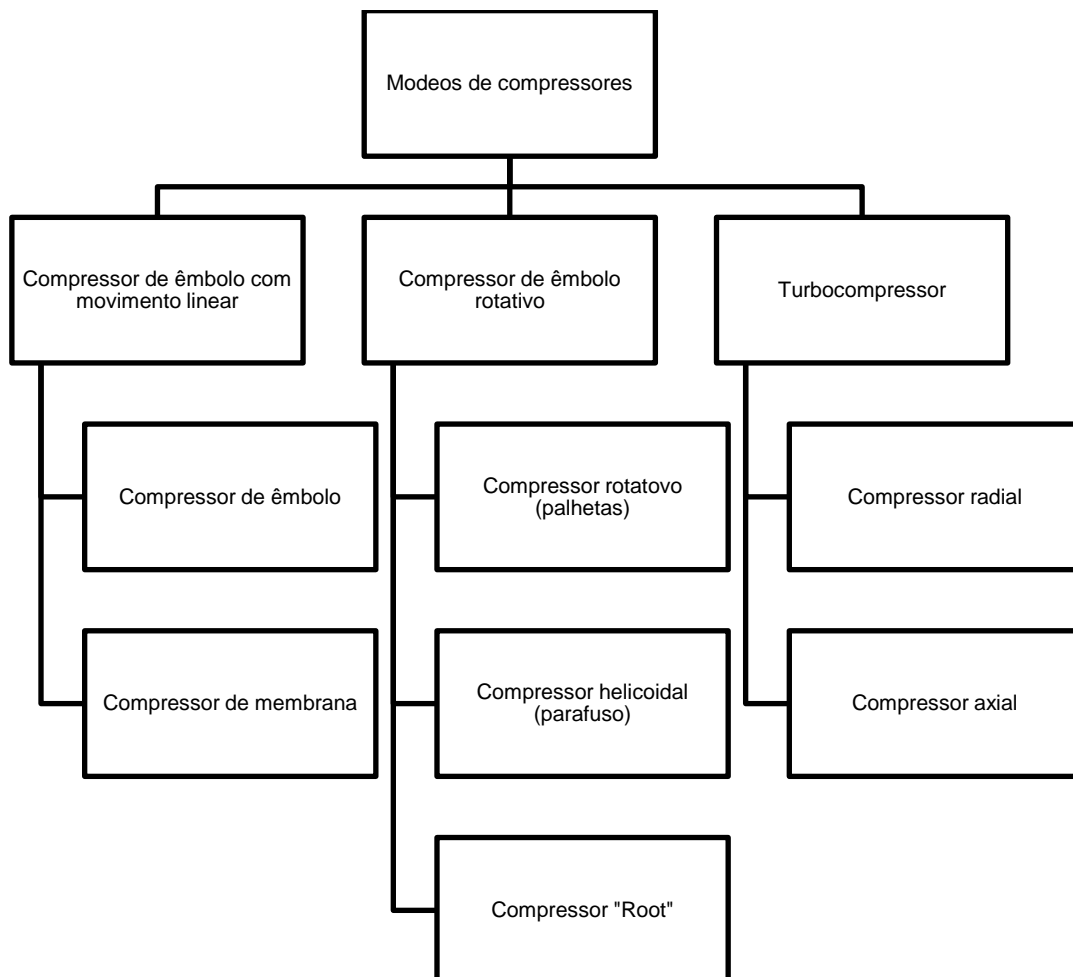 Modeos de compressores
Compressor de êmbolo com
movimento linear
Compressor de êmbolo
rotativo
Turbocompressor
Compressor de êmbolo
Compressor rotatovo
(palhetas)
Compressor radial
Compressor de membrana
Compressor helicoidal
(parafuso)
Compressor axial
Compressor "Root"